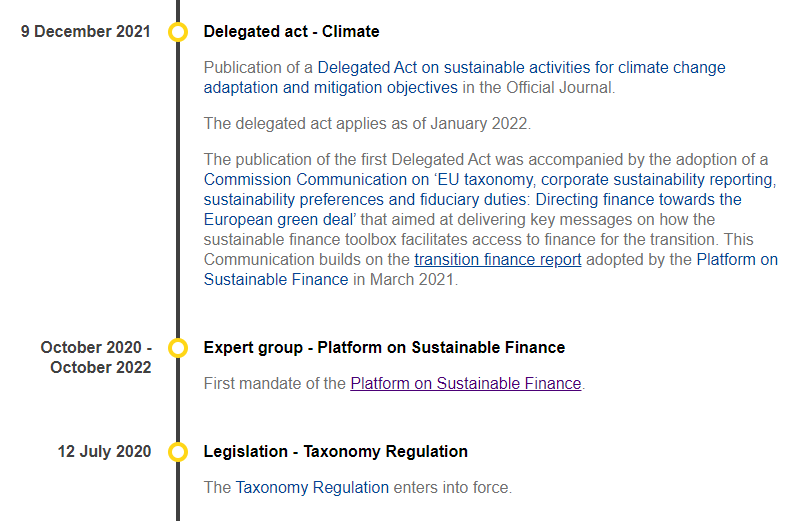 9 December 2021
Delegated act - Climate
Publication of a Delegated Act on sustainable activities for climate change
adaptation and mitigation objectives in the Official Journal.
The delegated act applies as of January 2022.
The publication of the first Delegated Act was accompanied by the adoption of a
Commission Communication on ‘EU taxonomy, corporate sustainability reporting,
sustainability preferences and fiduciary duties: Directing finance towards the
European green deal’ that aimed at delivering key messages on how the
sustainable finance toolbox facilitates access to finance for the transition. This
Communication builds on the transition finance report adopted by the Platform on
Sustainable Finance in March 2021.
October 2020 -
October 2022
Expert group - Platform on Sustainable Finance
First mandate of the Platform on Sustainable Finance.
12 July 2020
Legislation - Taxonomy Regulation
The Taxonomy Regulation enters into force.